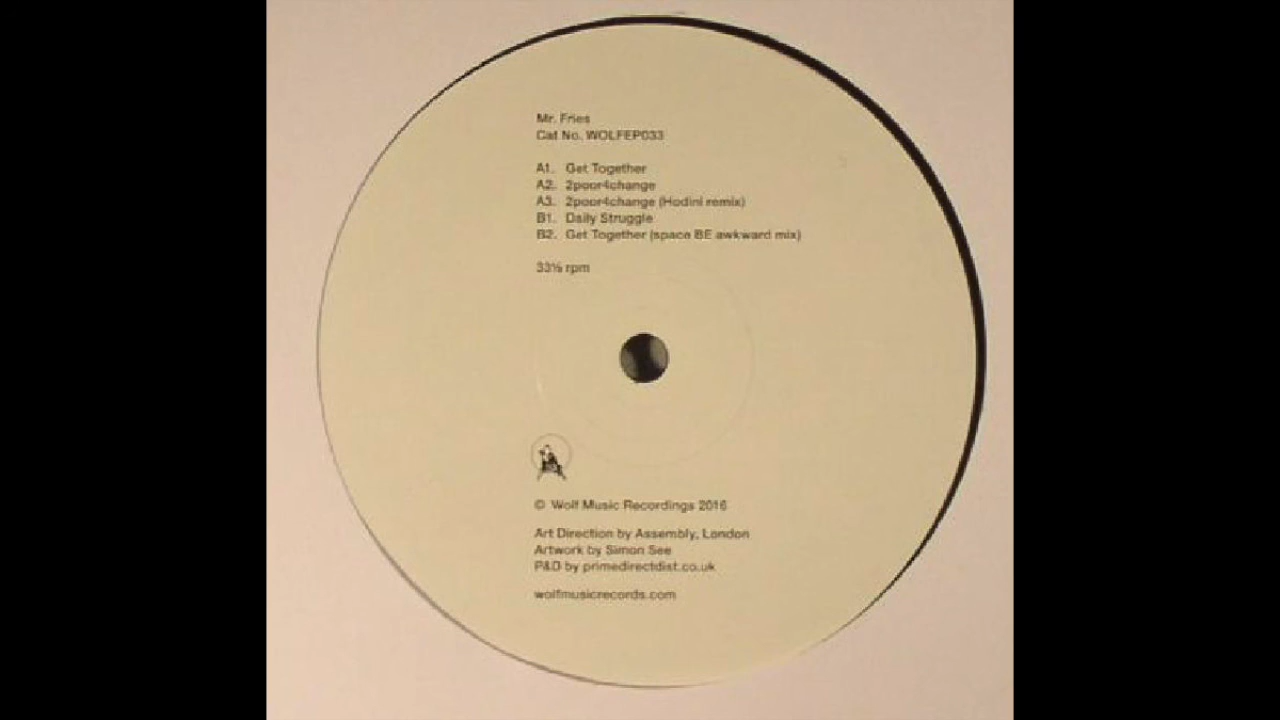 Mr. Fries
Cat No. WOLFEP033
A1. Get Together
A2. 2poor4change
A3. 2poor4change (Hodini remix)
B1. Daily Struggle
B2. Get Together (space BE awkward mix)
33⅓ rpm
© Wolf Music Recordings 2016
Art Direction by Assembly, London
Artwork by Simon See
P&D by primedirectdist.co.uk
wolfmusicrecords.com